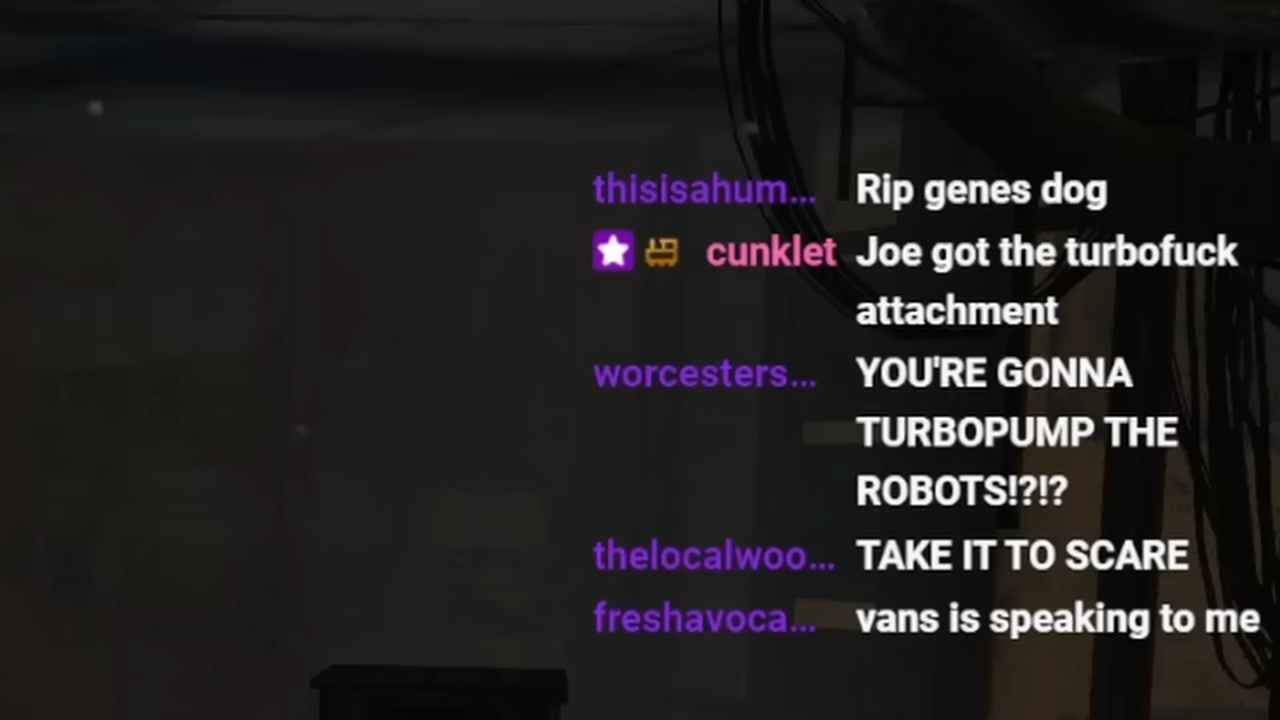 thisisahum... Rip genes dog
cunklet Joe got the turbofuck
attachment
worcesters... YOU'RE GONNA
TURBOPUMP THE
ROBOTS!?!?
thelocalwoo... TAKE IT TO SCARE
freshavoca... vans is speaking to me